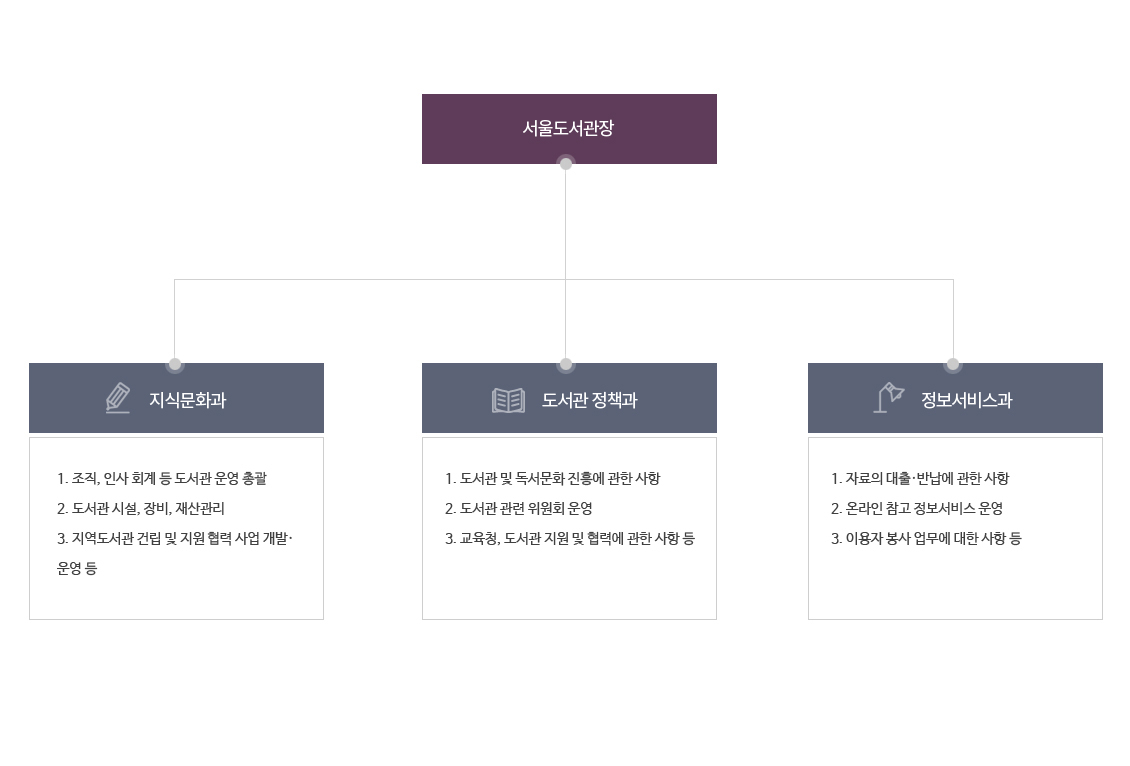 서울도서관장
지식문화과
1. 조직, 인사 회계 등 도서관 운영 총괄
2. 도서관 시설, 장비, 재산관리
3. 지역도서관 건립 및 지원 협력 사업 개발·
운영 등
도서관 정책과
1. 도서관 및 독서문화 진흥에 관한 사항
2. 도서관 관련 위원회 운영
3. 교육청, 도서관 지원 및 협력에 관한 사항 등
정보서비스과
1. 자료의 대출·반납에 관한 사항
2. 온라인 참고 정보서비스 운영
3. 이용자 봉사 업무에 대한 사항 등